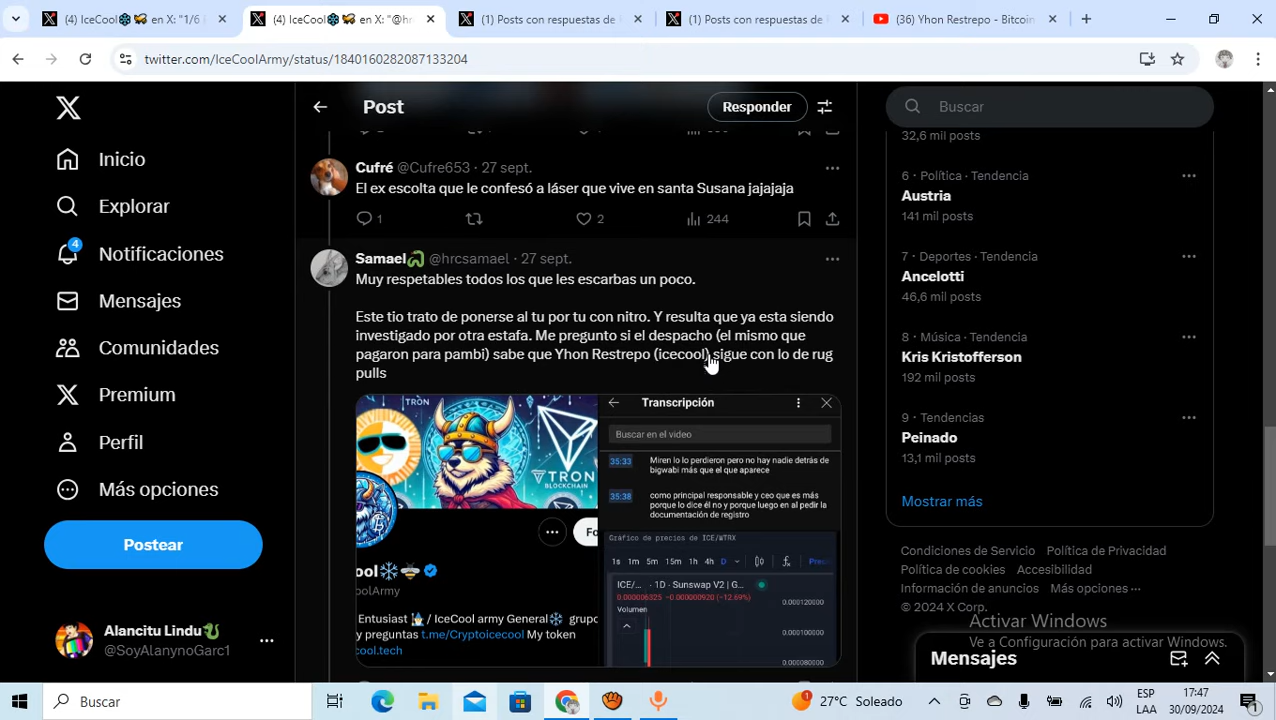 (4) IceCool❄️🐝 en X: "1/6
(4) IceCool❄️🐝 en X: "@hr
(1) Posts con respuestas de
(1) Posts con respuestas de
(36) Yhon Restrepo - Bitcoin
twitter.com/IceCoolArmy/status/1840160282087133204
Post
Responder
Buscar
Inicio
Explorar
4
Notificaciones
Mensajes
Comunidades
Premium
Perfil
Más opciones
Postear
Alancitu Lindu🐉
@SoyAlanynoGarc1
Cufré @Cufre653 · 27 sept.
El ex escolta que le confesó a láser que vive en santa Susana jajajaja
1
2
244
Samael🐉 @hrcsamael · 27 sept.
Muy respetables todos los que les escarbas un poco.
Este tio trato de ponerse al tu por tu con nitro. Y resulta que ya esta siendo
investigado por otra estafa. Me pregunto si el despacho (el mismo que
pagaron para pambi) sabe que Yhon Restrepo (icecool) sigue con lo de rug
pulls
TRON
TRON
BLOCKCHAIN
Fo
ool❄️🐝
olArmy
Entusiast / IceCool army General❄️ grupo
y preguntas t.me/Cryptoicecool My token
cool.tech
Transcripción
Buscar en el video
35:33
Miren lo lo perdieron pero no hay nadie detrás de
bigwabi más que el que aparece
35:38
como principal responsable y ceo que es más
porque lo dice él no y porque luego en al pedir la
documentación de registro
Gráfico de precios de ICE/WTRX
1s 1m 5m 15m 1h 4h D
ICE/... · 1D · Sunswap V2 | G...
0.000006325 −0.000000920 (−12.69%)
Volumen
0.000120000
0.000100000
0.000080000
32,6 mil posts
6 · Política · Tendencia
Austria
141 mil posts
7 · Deportes · Tendencia
Ancelotti
46,6 mil posts
8 · Música · Tendencia
Kris Kristofferson
192 mil posts
9 · Tendencias
Peinado
13,1 mil posts
Mostrar más
Condiciones de Servicio Política de Privacidad
Política de cookies Accesibilidad
Información de anuncios Más opciones ···
© 2024 X Corp.
Activar Windows
Ve a Configuración para activar Windows.
Mensajes
Buscar
1
27°C Soleado
ESP
LAA
17:47
30/09/2024
1